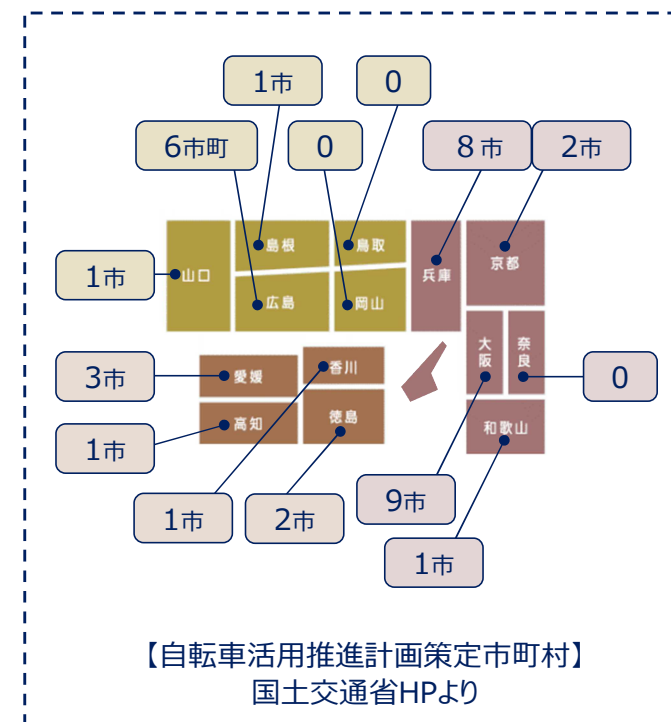 1市
0
6市町
0
8市
2市
島根
鳥取
京都
山口
兵庫
1市
広島
岡山
大阪
奈良
香川
3市
愛媛
0
徳島
高知
和歌山
1市
9市
1市
2市
1市
【自転車活用推進計画策定市町村】
国土交通省HPより